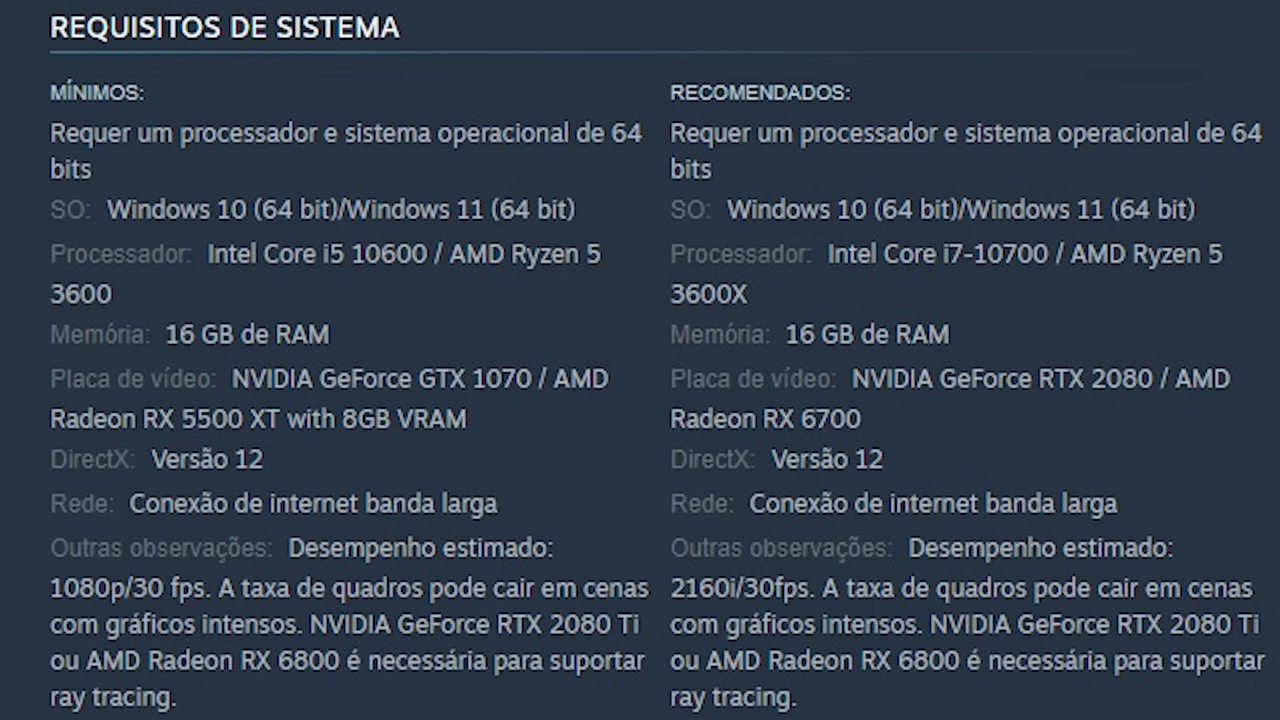 REQUISITOS DE SISTEMA
MÍNIMOS:
Requer um processador e sistema operacional de 64
bits
SO: Windows 10 (64 bit)/Windows 11 (64 bit)
Processador: Intel Core i5 10600 / AMD Ryzen 5
3600
Memória: 16 GB de RAM
Placa de vídeo: NVIDIA GeForce GTX 1070 / AMD
Radeon RX 5500 XT with 8GB VRAM
DirectX: Versão 12
Rede: Conexão de internet banda larga
Outras observações: Desempenho estimado:
1080p/30 fps. A taxa de quadros pode cair em cenas
com gráficos intensos. NVIDIA GeForce RTX 2080 Ti
ou AMD Radeon RX 6800 é necessária para suportar
ray tracing.
RECOMENDADOS:
Requer um processador e sistema operacional de 64
bits
SO: Windows 10 (64 bit)/Windows 11 (64 bit)
Processador: Intel Core i7-10700 / AMD Ryzen 5
3600X
Memória: 16 GB de RAM
Placa de vídeo: NVIDIA GeForce RTX 2080 / AMD
Radeon RX 6700
DirectX: Versão 12
Rede: Conexão de internet banda larga
Outras observações: Desempenho estimado:
2160i/30fps. A taxa de quadros pode cair em cenas
com gráficos intensos. NVIDIA GeForce RTX 2080 Ti
ou AMD Radeon RX 6800 é necessária para suportar
ray tracing.